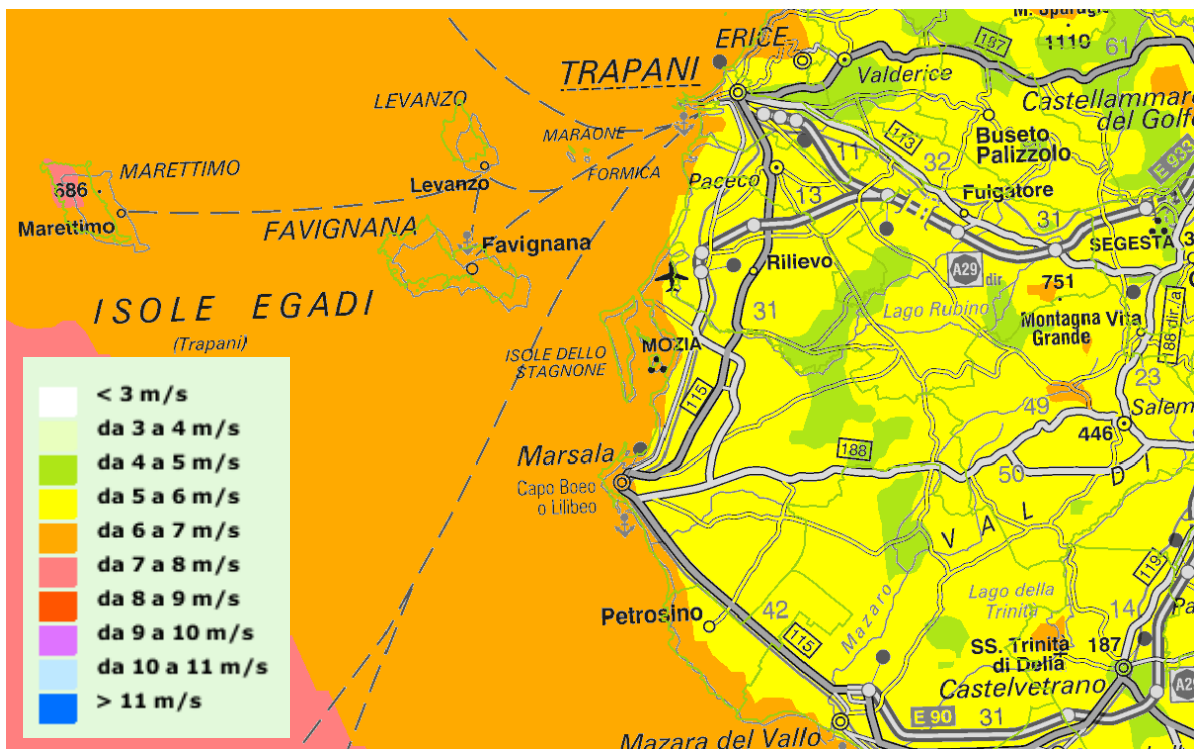 M. Sparagio
1110
ERICE
187
61
TRAPANI
Valderice
LEVANZO
Castellammare
del Golfo
MARAONE
Buseto
Palizzolo
113
11
32
E 933
MARETTIMO
686
Levanzo
FORMICA
Paceco
13
Fulgatore
31
Marettimo
FAVIGNANA
Favignana
SEGESTA
Rilievo
A29
dir
751
ISOLE EGADI
(Trapani)
31
Lago Rubino
Montagna
Grande
Vita
188 dir./a
ISOLE DELLO
STAGNONE
MOZIA
115
23
49
Salem
446
Marsala
188
50
Capo Boeo
o Lilibeo
VAL DI
119
Lago della
Trinità
14
Petrosino
42
Mazaro
115
SS. Trinità
di Delia
187
Castelvetrano
E 90
31
Mazara del Vallo
< 3 m/s
da 3 a 4 m/s
da 4 a 5 m/s
da 5 a 6 m/s
da 6 a 7 m/s
da 7 a 8 m/s
da 8 a 9 m/s
da 9 a 10 m/s
da 10 a 11 m/s
> 11 m/s